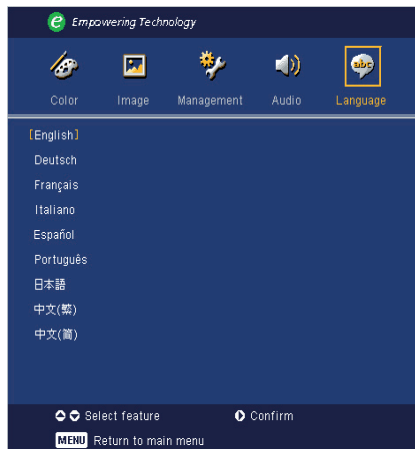 e Empowering Technology
abc
Color Image Management Audio Language
[English]
Deutsch
Français
Italiano
Español
Português
日本語
中文(繁)
中文(简)
Select feature Confirm
MENU Return to main menu